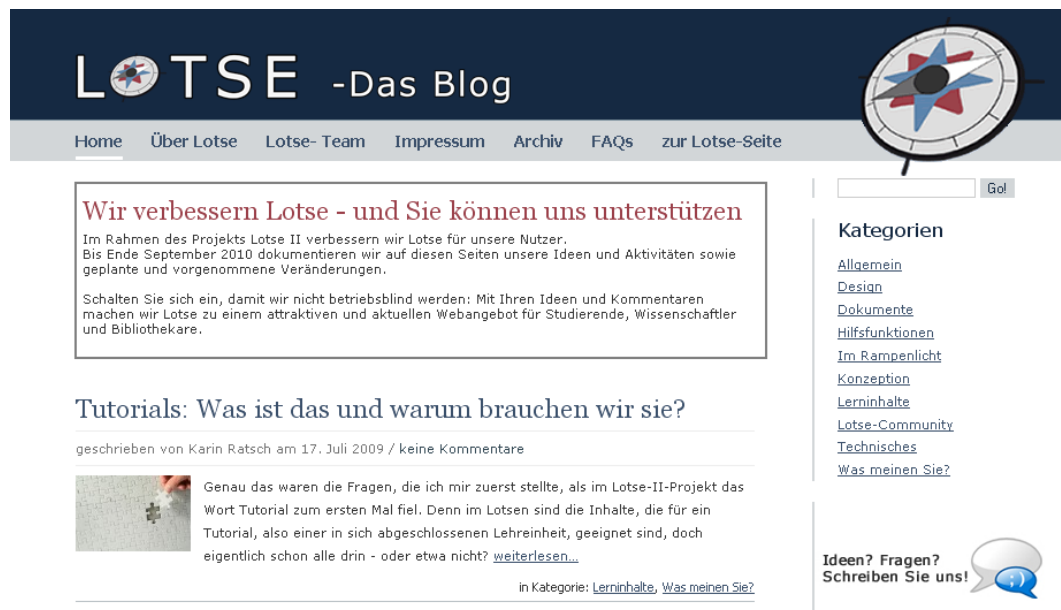 LOTSE -Das Blog
Home Über Lotse Lotse- Team Impressum Archiv FAQs zur Lotse-Seite
Go!
Wir verbessern Lotse - und Sie können uns unterstützen
Im Rahmen des Projekts Lotse II verbessern wir Lotse für unsere Nutzer.
Bis Ende September 2010 dokumentieren wir auf diesen Seiten unsere Ideen und Aktivitäten sowie
geplante und vorgenommene Veränderungen.
Schalten Sie sich ein, damit wir nicht betriebsblind werden: Mit Ihren Ideen und Kommentaren
machen wir Lotse zu einem attraktiven und aktuellen Webangebot für Studierende, Wissenschaftler
und Bibliothekare.
Tutorials: Was ist das und warum brauchen wir sie?
geschrieben von Karin Ratsch am 17. Juli 2009 / keine Kommentare
Genau das waren die Fragen, die ich mir zuerst stellte, als im Lotse-II-Projekt das
Wort Tutorial zum ersten Mal fiel. Denn im Lotsen sind die Inhalte, die für ein
Tutorial, also einer in sich abgeschlossenen Lehreinheit, geeignet sind, doch
eigentlich schon alle drin - oder etwa nicht? weiterlesen...
in Kategorie: Lerninhalte, Was meinen Sie?
Kategorien
Allgemein
Design
Dokumente
Hilfsfunktionen
Im Rampenlicht
Konzeption
Lerninhalte
Lotse-Community
Technisches
Was meinen Sie?
Ideen? Fragen?
Schreiben Sie uns!
;)